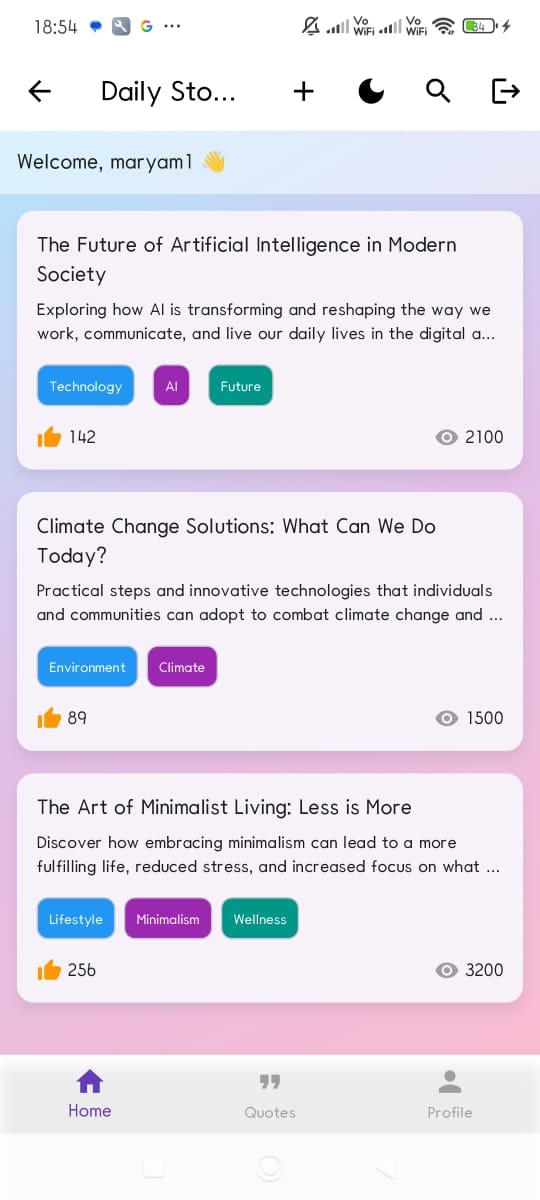 18:54
Vo WiFi
Vo WiFi
34
Daily Sto...
Welcome, maryam1 👋
The Future of Artificial Intelligence in Modern
Society
Exploring how AI is transforming and reshaping the way we
work, communicate, and live our daily lives in the digital a...
Technology AI Future
142 2100
Climate Change Solutions: What Can We Do
Today?
Practical steps and innovative technologies that individuals
and communities can adopt to combat climate change and ...
Environment Climate
89 1500
The Art of Minimalist Living: Less is More
Discover how embracing minimalism can lead to a more
fulfilling life, reduced stress, and increased focus on what ...
Lifestyle Minimalism Wellness
256 3200
Home Quotes Profile